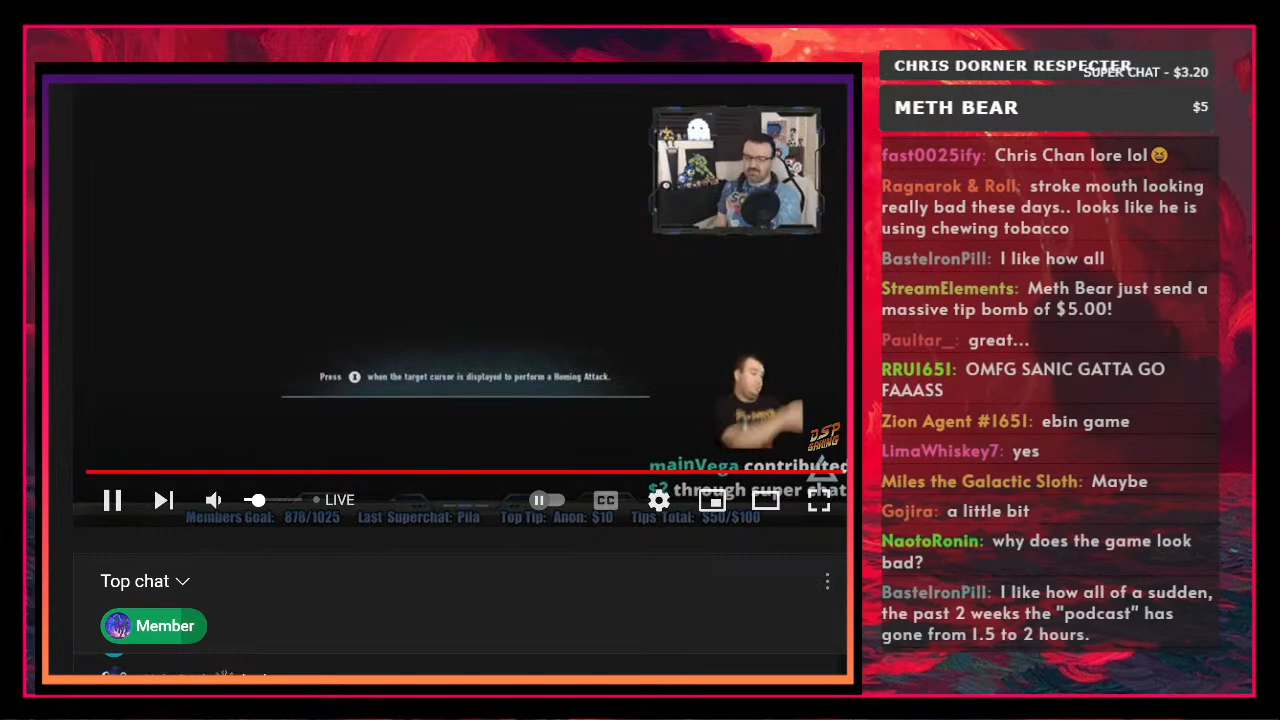 CHRIS DORNER RESPECTER
SUPER CHAT - $3.20
METH BEAR $5
fast0025ify: Chris Chan lore lol😆
Ragnarok & Roll: stroke mouth looking
really bad these days.. looks like he is
using chewing tobacco
BasteIronPill: I like how all
StreamElements: Meth Bear just send a
massive tip bomb of $5.00!
Paultar_: great...
RRU1651: OMFG SANIC GATTA GO
FAAASS
Zion Agent #1651: ebin game
LimaWhiskey7: yes
Miles the Galactic Sloth: Maybe
Gojira: a little bit
NaotoRonin: why does the game look
bad?
BasteIronPill: I like how all of a sudden,
the past 2 weeks the "podcast" has
gone from 1.5 to 2 hours.
Press X when the target cursor is displayed to perform a Homing Attack.
DSP
GAMING
mainVega contributed
$2 through super chat
LIVE
CC
Members Goal: 878/1025 Last Superchat: Pila Top Tip: Anon: $10 Tips Total: $50/$100
Top chat
Member